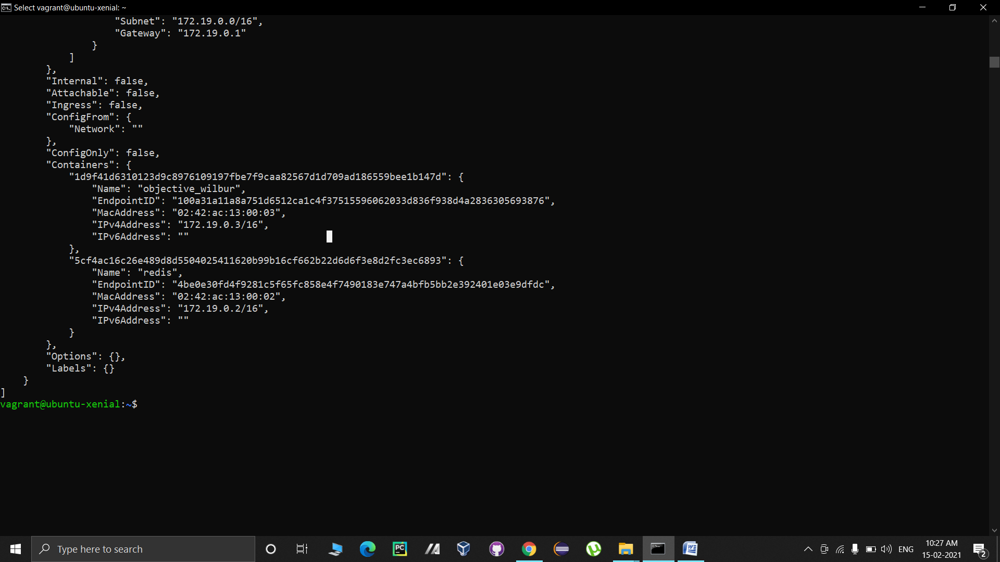 Select vagrant@ubuntu-xenial: ~
"Subnet": "172.19.0.0/16",
"Gateway": "172.19.0.1"
}
]
},
"Internal": false,
"Attachable": false,
"Ingress": false,
"ConfigFrom": {
"Network": ""
},
"ConfigOnly": false,
"Containers": {
"1d9f41d6310123d9c8976109197fbe7f9caa82567d1d709ad186559bee1b147d": {
"Name": "objective_wilbur",
"EndpointID": "100a31a11a8a751d6512ca1c4f37515596062033d836f938d4a2836305693876",
"MacAddress": "02:42:ac:13:00:03",
"IPv4Address": "172.19.0.3/16",
"IPv6Address": ""
},
"5cf4ac16c26e489d8d5504025411620b99b16cf662b22d6d6f3e8d2fc3ec6893": {
"Name": "redis",
"EndpointID": "4be0e30fd4f9281c5f65fc858e4f7490183e747a4bfb5bb2e392401e03e9dfdc",
"MacAddress": "02:42:ac:13:00:02",
"IPv4Address": "172.19.0.2/16",
"IPv6Address": ""
}
},
"Options": {},
"Labels": {}
}
]
vagrant@ubuntu-xenial:~$
Type here to search
PC
ENG
10:27 AM
15-02-2021
2